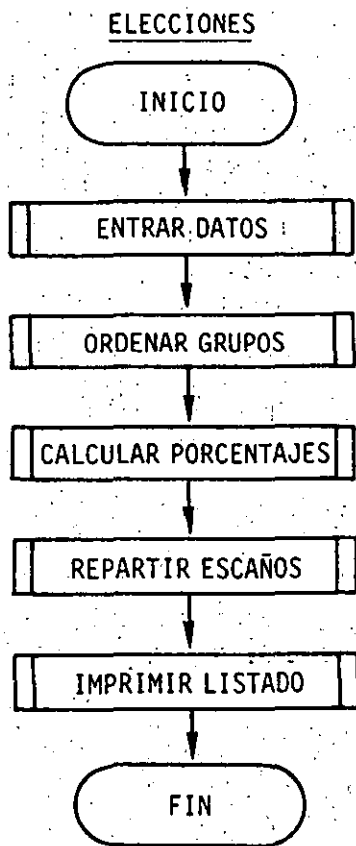 ELECCIONES
INICIO
ENTRAR DATOS
ORDENAR GRUPOS
CALCULAR PORCENTAJES
REPARTIR ESCAÑOS
IMPRIMIR LISTADO
FIN